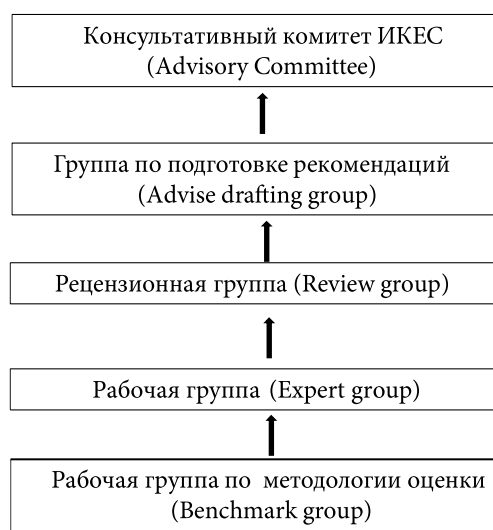 Консультативный комитет ИКЕС
(Advisory Committee)
Группа по подготовке рекомендаций
(Advise drafting group)
Рецензионная группа (Review group)
Рабочая группа (Expert group)
Рабочая группа по методологии оценки
(Benchmark group)